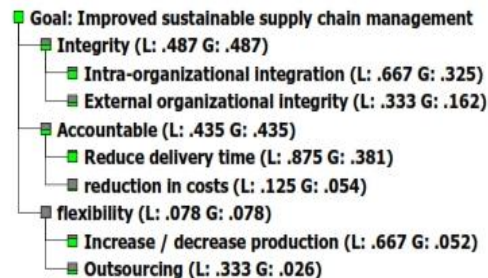 Goal: Improved sustainable supply chain management
Integrity (L: .487 G: .487)
Intra-organizational integration (L: .667 G: .325)
External organizational integrity (L: .333 G: .162)
Accountable (L: .435 G: .435)
Reduce delivery time (L: .875 G: .381)
reduction in costs (L: .125 G: .054)
flexibility (L: .078 G: .078)
Increase / decrease production (L: .667 G: .052)
Outsourcing (L: .333 G: .026)